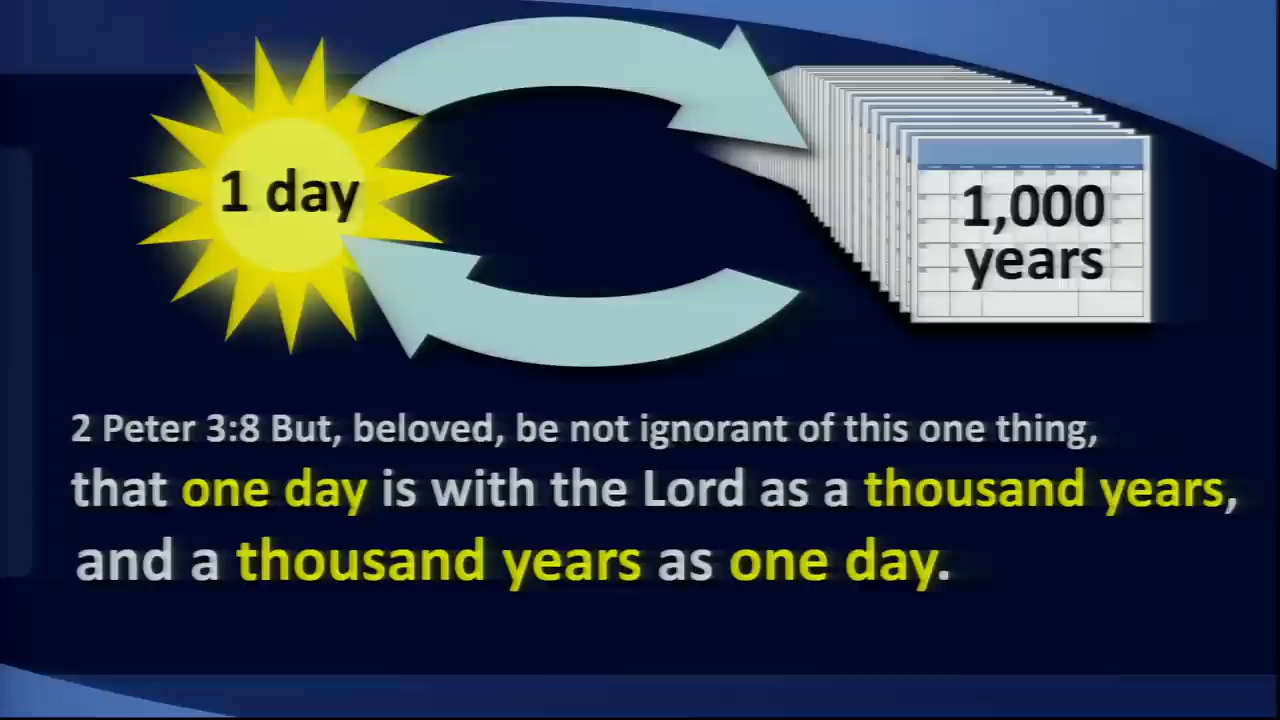 1 day
1,000
years
2 Peter 3:8 But, beloved, be not ignorant of this one thing,
that one day is with the Lord as a thousand years,
and a thousand years as one day.